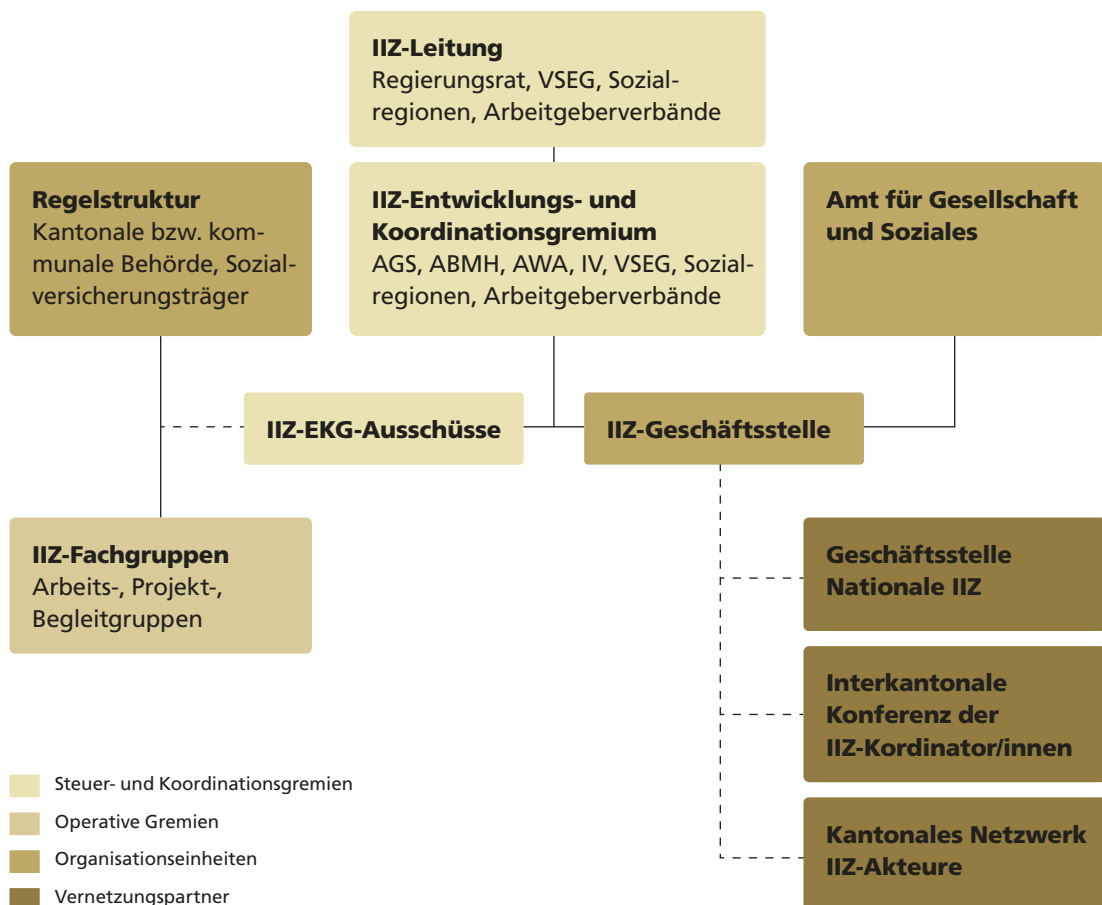 IIZ-Leitung
Regierungsrat, VSEG, Sozial-
regionen, Arbeitgeberverbände
Regelstruktur
Kantonale bzw. kom-
munale Behörde, Sozial-
versicherungsträger
IIZ-Entwicklungs- und
Koordinationsgremium
AGS, ABMH, AWA, IV, VSEG, Sozial-
regionen, Arbeitgeberverbände
Amt für Gesellschaft
und Soziales
IIZ-EKG-Ausschüsse
IIZ-Geschäftsstelle
IIZ-Fachgruppen
Arbeits-, Projekt-,
Begleitgruppen
Geschäftsstelle
Nationale IIZ
Interkantonale
Konferenz der
IIZ-Kordinator/innen
Kantonales Netzwerk
IIZ-Akteure
Steuer- und Koordinationsgremien
Operative Gremien
Organisationseinheiten
Vernetzungspartner